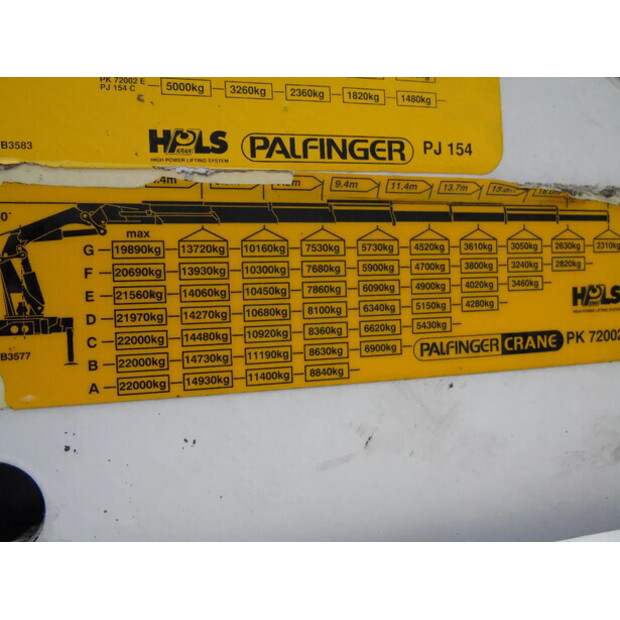 PK 72002 E
PJ 154 C
5000kg 3260kg 2360kg 1820kg 1480kg
B3583
HPLS
HIGH POWER LIFTING SYSTEM
PALFINGER PJ 154
9.4m 11.4m 13.7m
max
G 19890kg 13720kg 10160kg 7530kg 5730kg 4520kg 3610kg 3050kg 2630kg 2310kg
F 20690kg 13930kg 10300kg 7680kg 5900kg 4700kg 3800kg 3240kg 2820kg
E 21560kg 14060kg 10450kg 7860kg 6090kg 4900kg 4020kg 3460kg
D 21970kg 14270kg 10680kg 8100kg 6340kg 5150kg 4280kg
C 22000kg 14480kg 10920kg 8360kg 6620kg 5430kg
B 22000kg 14730kg 11190kg 8630kg 6900kg
A 22000kg 14930kg 11400kg 8840kg
HPLS
B3577
PALFINGER CRANE PK 72002